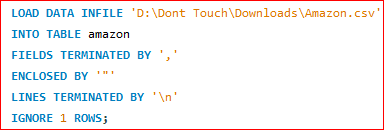 LOAD DATA INFILE 'D:\Dont Touch\Downloads\Amazon.csv'
INTO TABLE amazon
FIELDS TERMINATED BY ','
ENCLOSED BY '"'
LINES TERMINATED BY '\n'
IGNORE 1 ROWS;